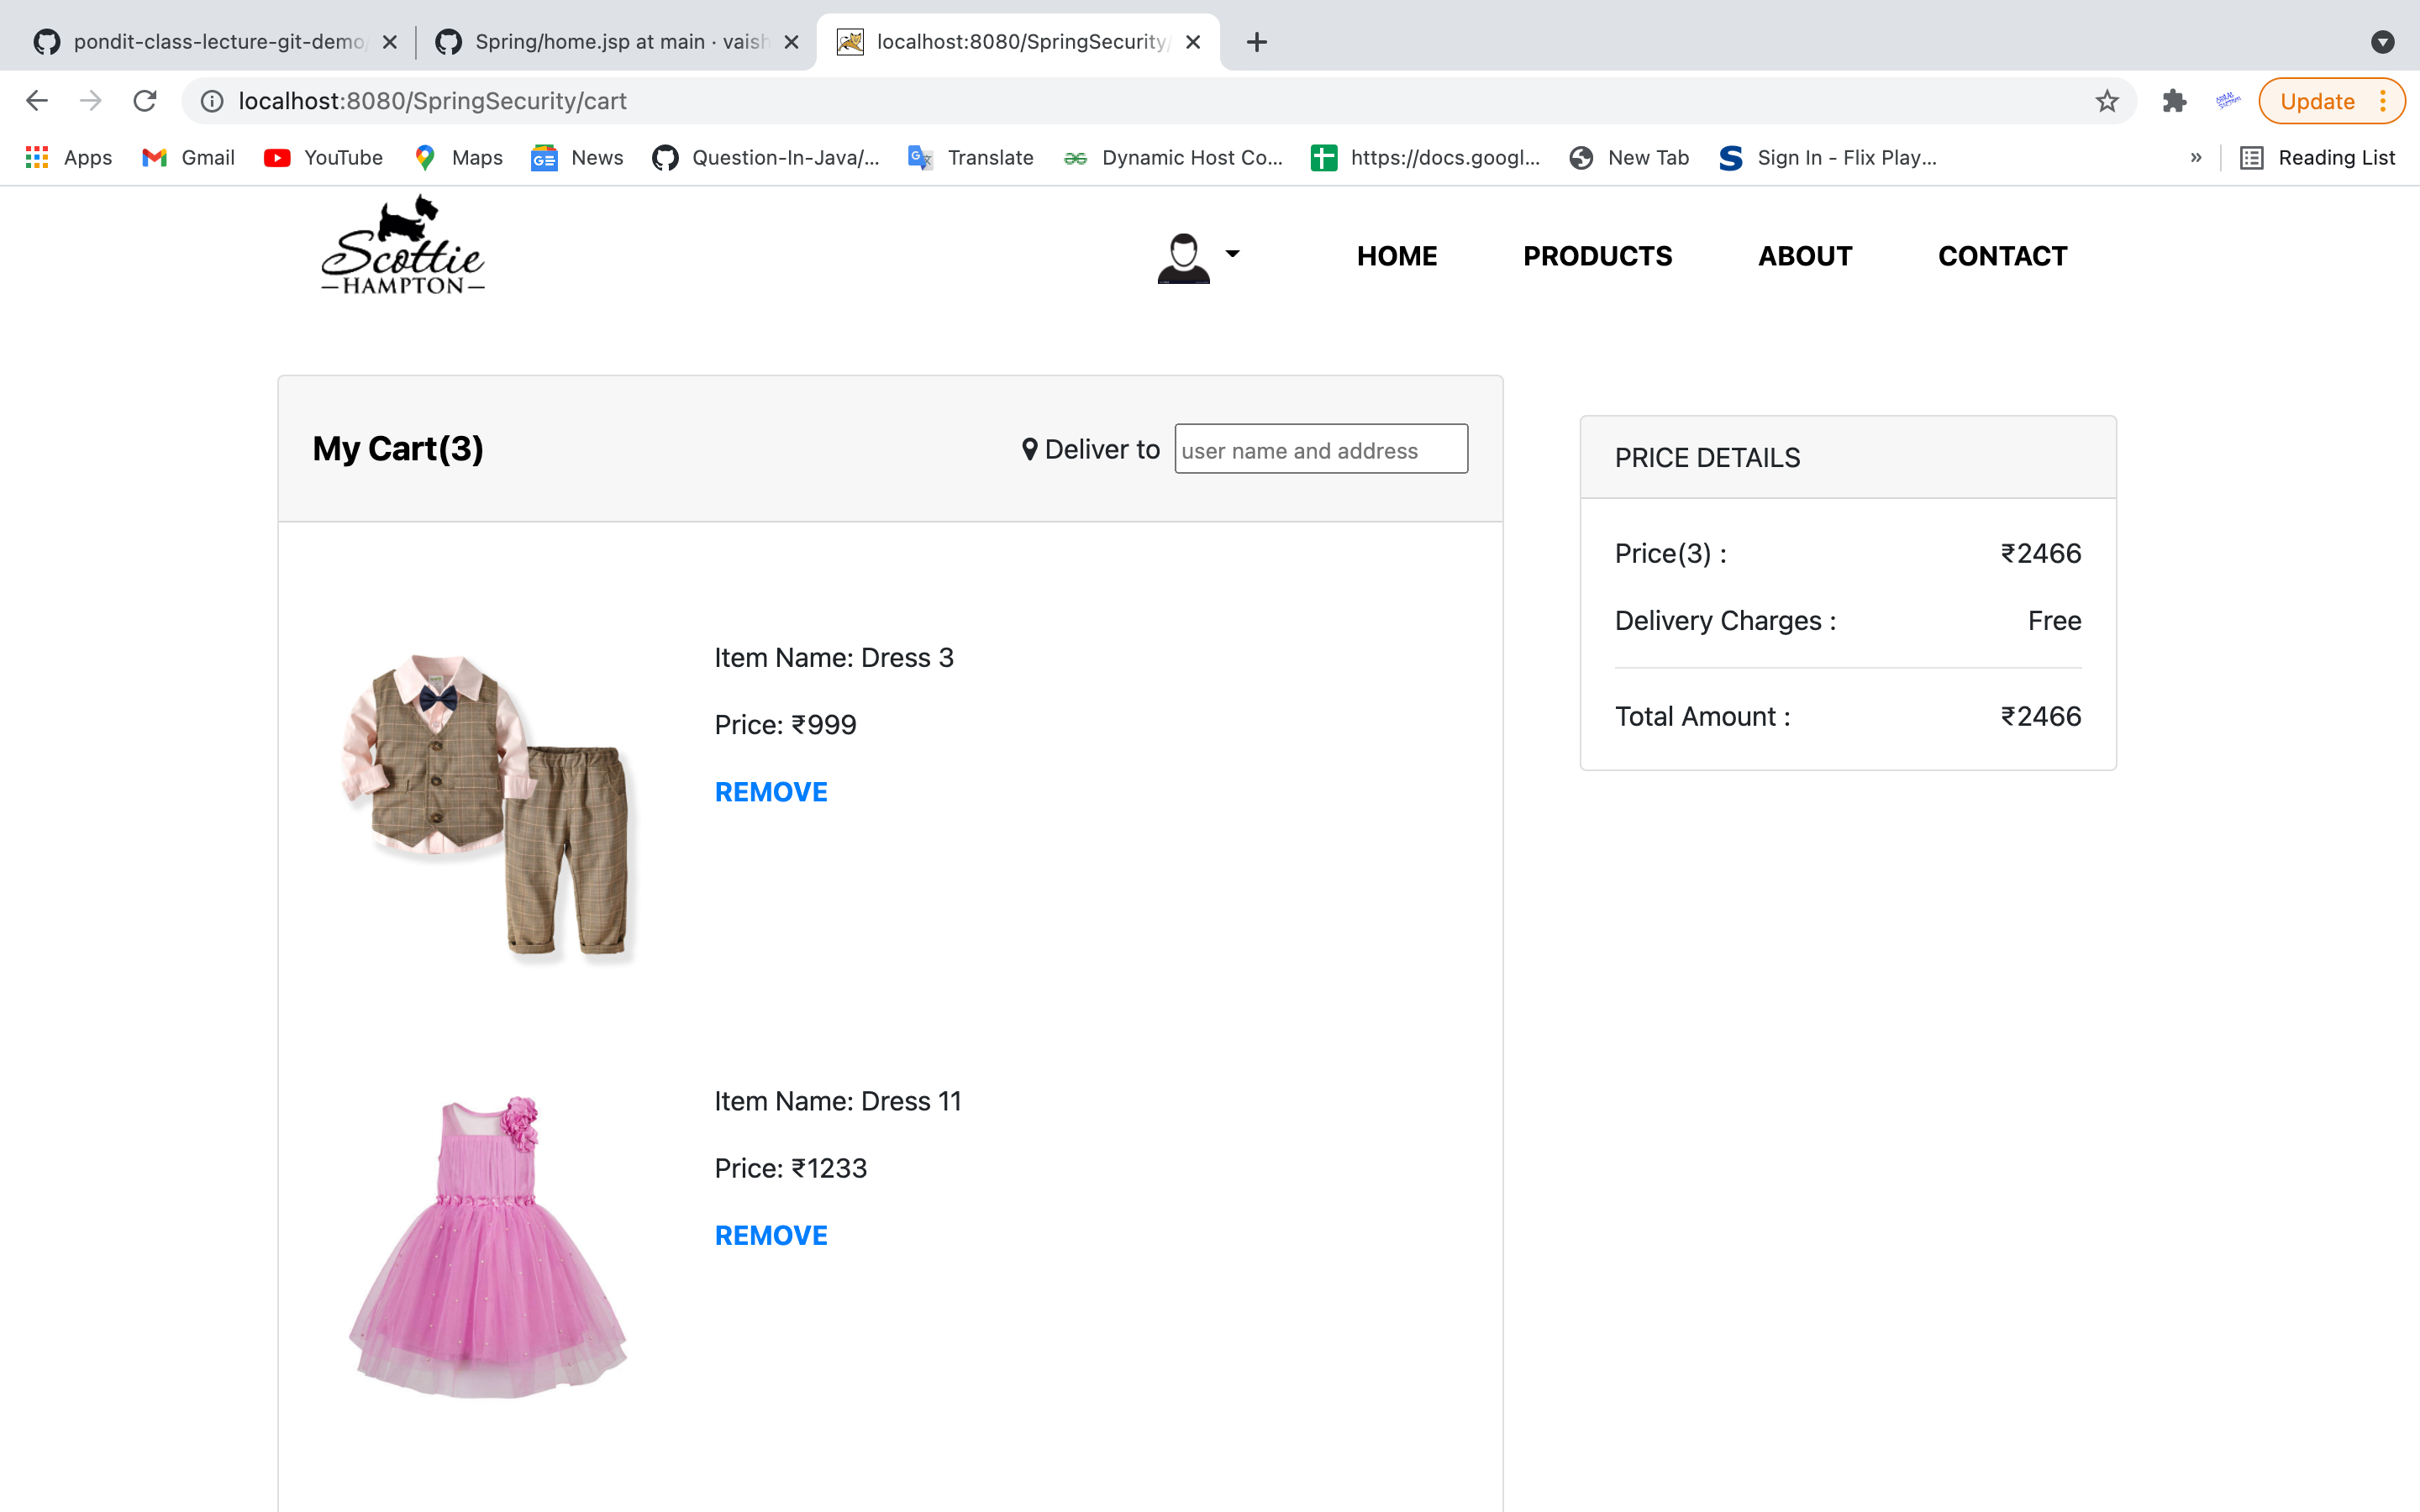 pondit-class-lecture-git-demo/
Spring/home.jsp at main · vaish
localhost:8080/SpringSecurity/
localhost:8080/SpringSecurity/cart
Update
Apps
Gmail
YouTube
Maps
News
Question-In-Java/...
Translate
Dynamic Host Co...
https://docs.googl...
New Tab
Sign In - Flix Play...
»
Reading List
Scottie
HAMPTON
HOME
PRODUCTS
ABOUT
CONTACT
My Cart(3)
Deliver to
user name and address
Item Name: Dress 3
Price: ₹999
REMOVE
Item Name: Dress 11
Price: ₹1233
REMOVE
PRICE DETAILS
Price(3) : ₹2466
Delivery Charges : Free
Total Amount : ₹2466